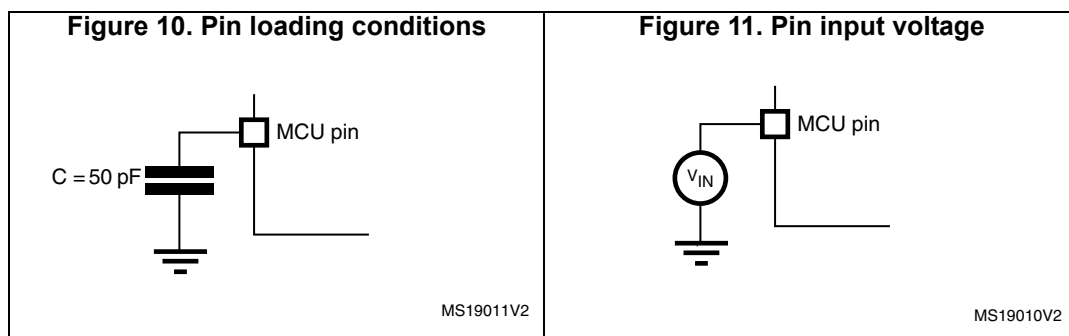 Figure 10. Pin loading conditions
MCU pin
C = 50 pF
MS19011V2
Figure 11. Pin input voltage
MCU pin
VIN
MS19010V2